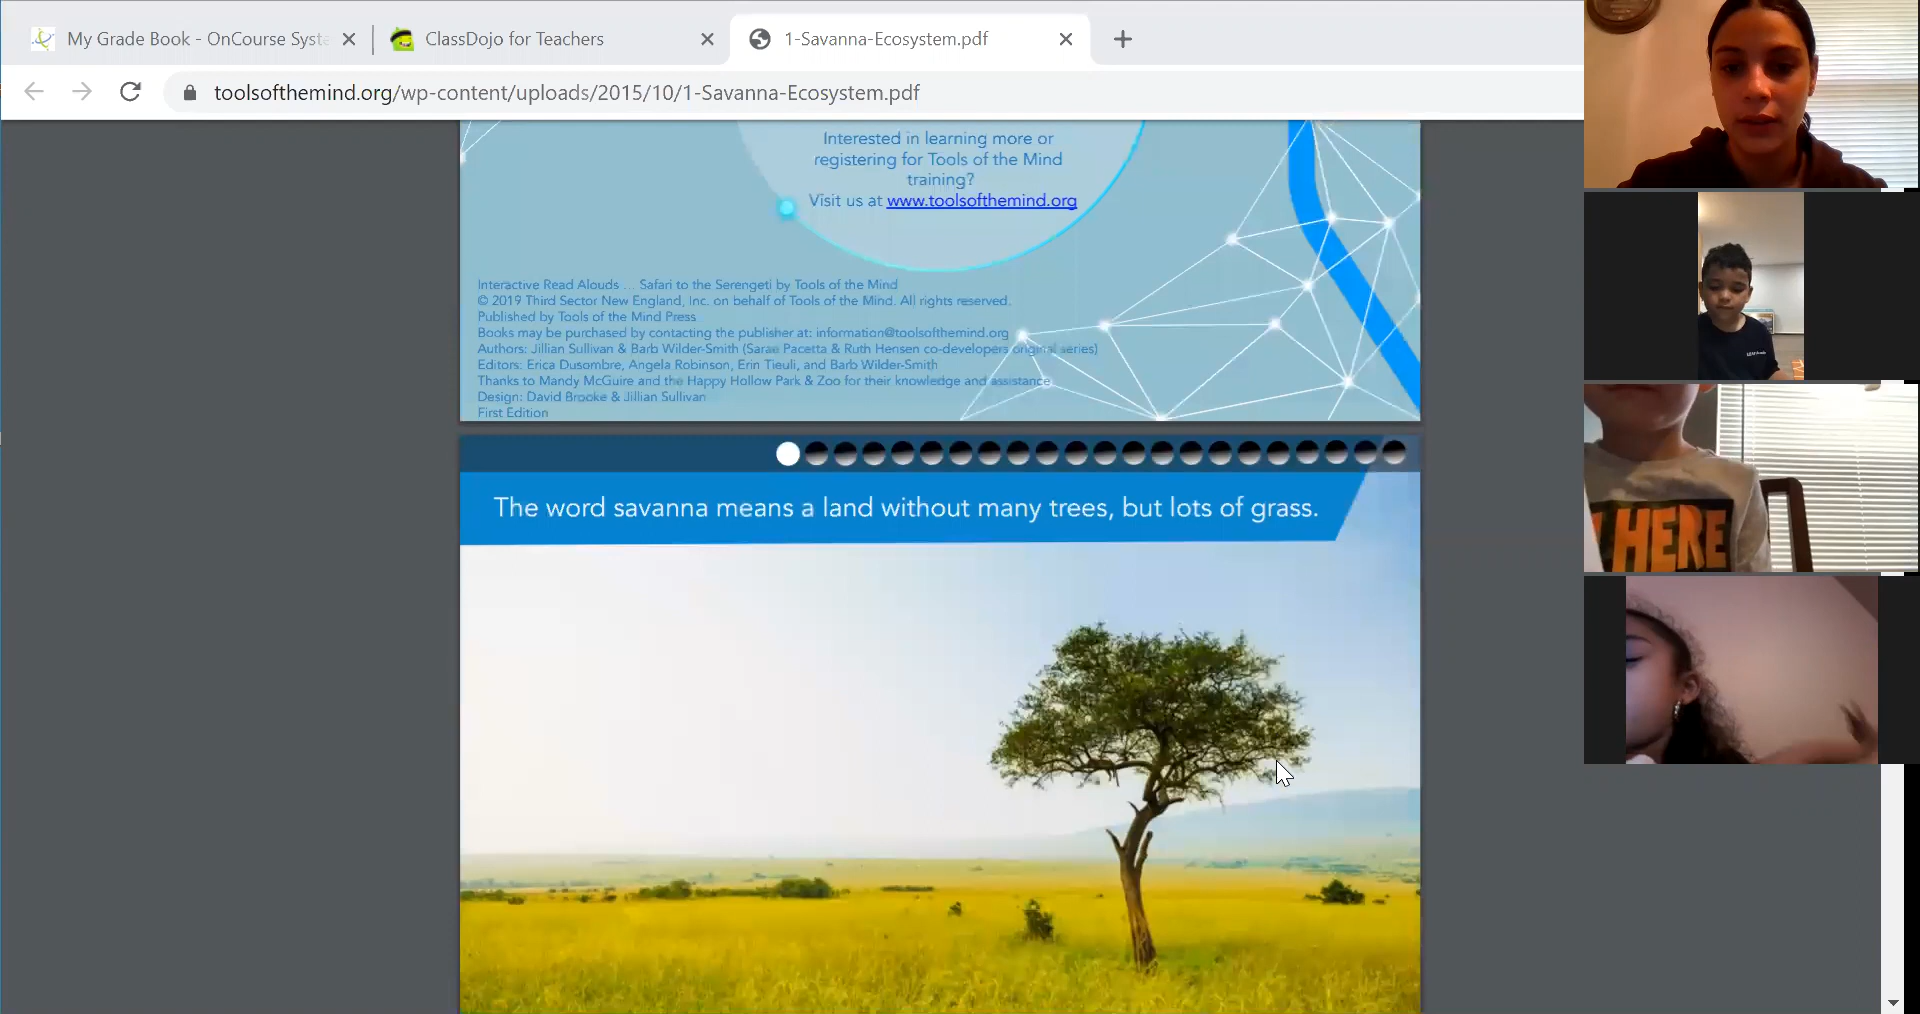 My Grade Book - OnCourse Syste
ClassDojo for Teachers
1-Savanna-Ecosystem.pdf
toolsofthemind.org/wp-content/uploads/2015/10/1-Savanna-Ecosystem.pdf
Interested in learning more or
registering for Tools of the Mind
training?
Visit us at www.toolsofthemind.org
Interactive Read Alouds ... Safari to the Serengeti by Tools of the Mind
© 2019 Third Sector New England, Inc. on behalf of Tools of the Mind. All rights reserved.
Published by Tools of the Mind Press
Books may be purchased by contacting the publisher at: information@toolsofthemind.org
Authors: Jillian Sullivan & Barb Wilder-Smith (Sarae Pacetta & Ruth Hensen co-developers original series)
Editors: Erica Dusombre, Angela Robinson, Erin Tieuli, and Barb Wilder-Smith
Thanks to Mandy McGuire and the Happy Hollow Park & Zoo for their knowledge and assistance
Design: David Brooke & Jillian Sullivan
First Edition
The word savanna means a land without many trees, but lots of grass.
HERE